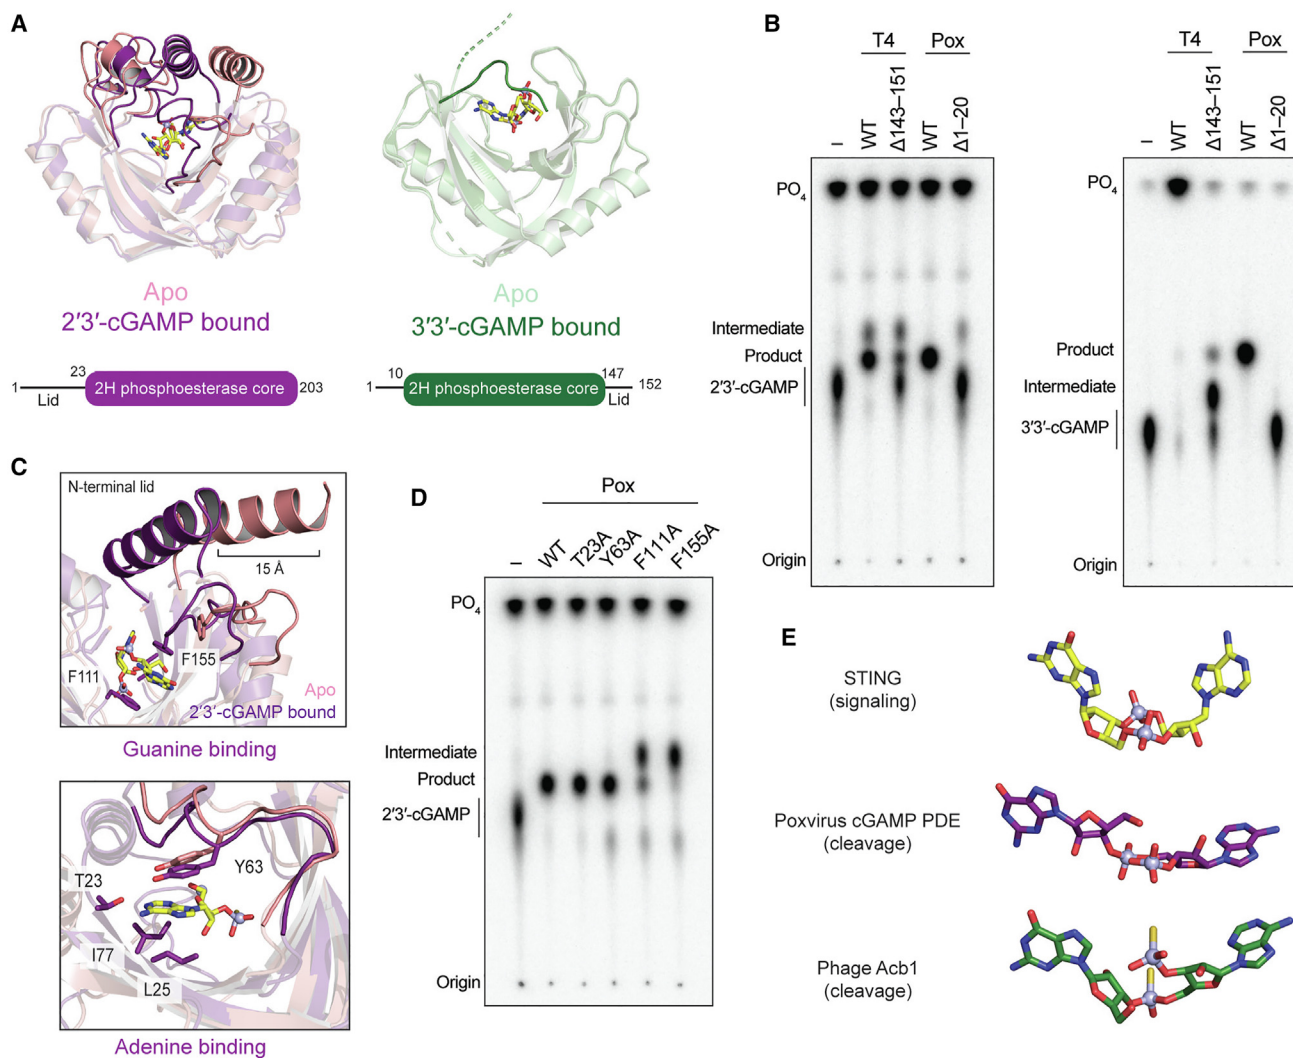 A
Apo
2′3′-cGAMP bound
1
23
2H phosphoesterase core
203
Lid
Apo
3′3′-cGAMP bound
1
10
2H phosphoesterase core
147
152
Lid
B
T4
Pox
–
WT
Δ143–151
WT
Δ1–20
PO4
Intermediate
Product
2′3′-cGAMP
Origin
T4
Pox
–
WT
Δ143–151
WT
Δ1–20
PO4
Product
Intermediate
3′3′-cGAMP
Origin
C
N-terminal lid
15 Å
F155
F111
Apo
2′3′-cGAMP bound
Guanine binding
Y63
T23
I77
L25
Adenine binding
D
Pox
–
WT
T23A
Y63A
F111A
F155A
PO4
Intermediate
Product
2′3′-cGAMP
Origin
E
STING
(signaling)
Poxvirus cGAMP PDE
(cleavage)
Phage Acb1
(cleavage)